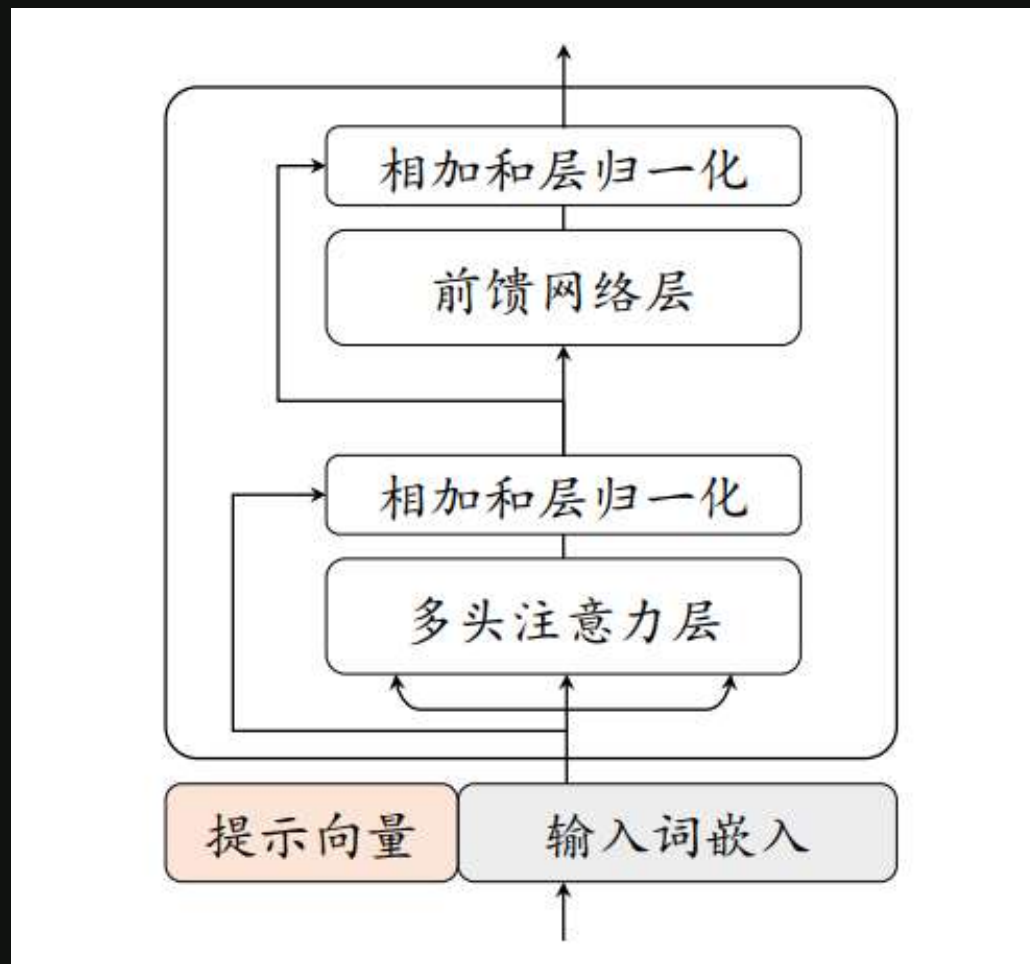 相加和层归一化
前馈网络层
相加和层归一化
多头注意力层
提示向量
输入词嵌入